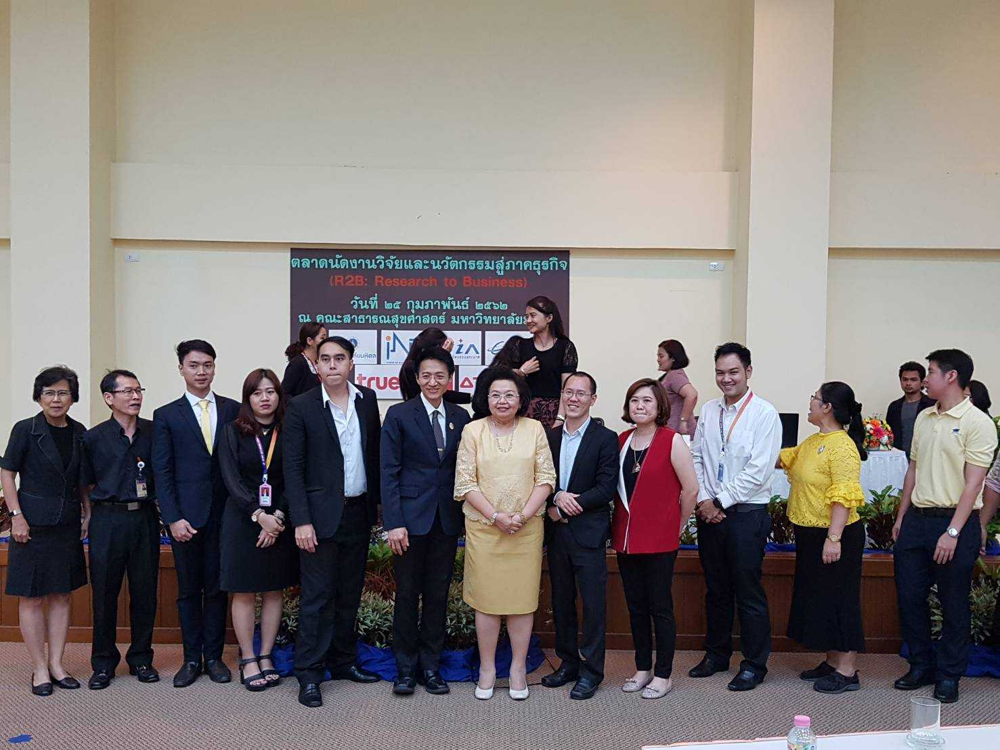 ตลาดนัดงานวิจัยและนวัตกรรมสู่ภาคธุรกิจ
(R2B: Research to Business)
วันที่ ๒๕ กุมภาพันธ์ ๒๕๖๒
ณ คณะสาธารณสุขศาสตร์ มหาวิทยาลัย
true